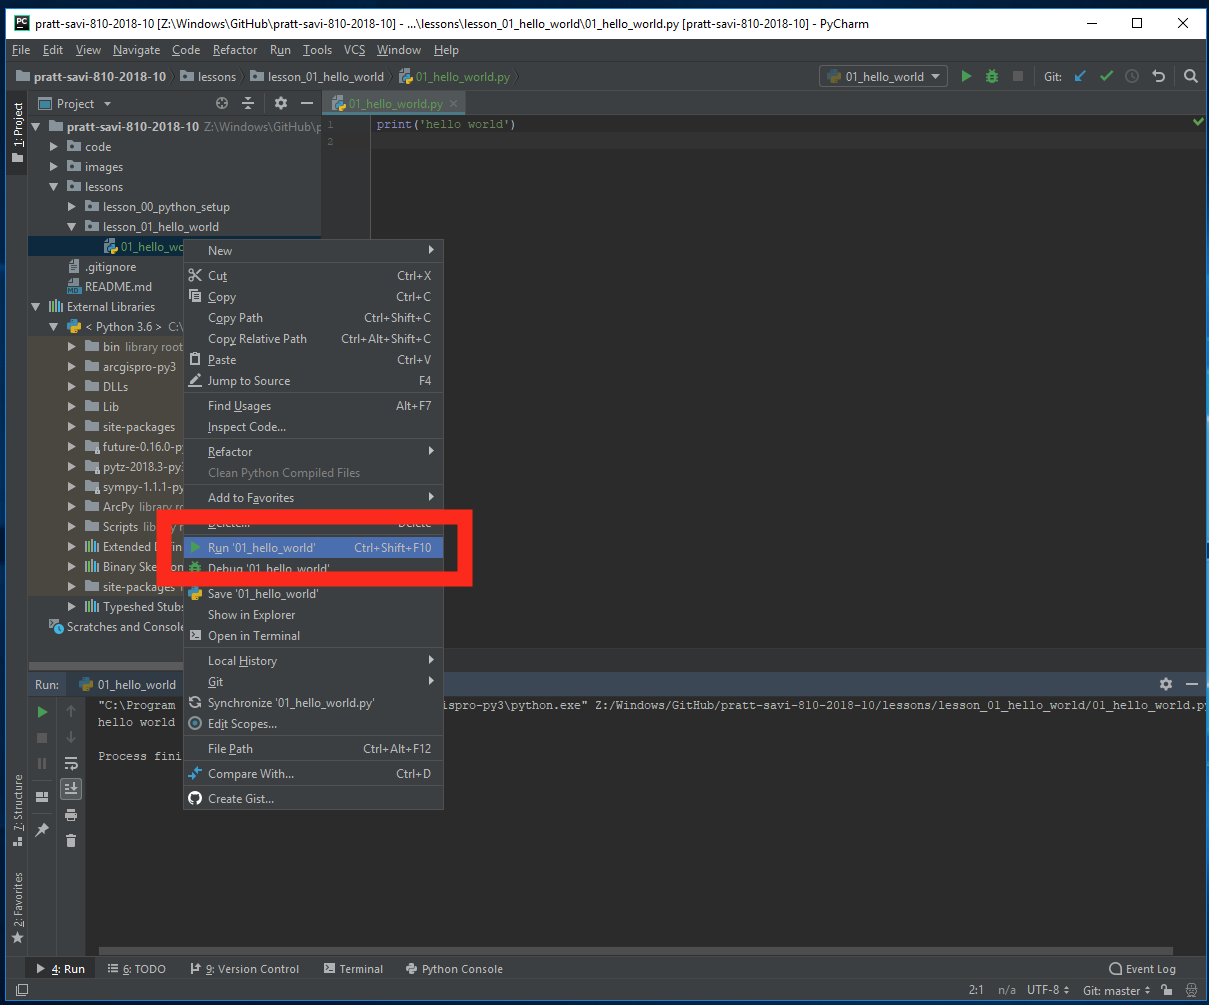 pratt-savi-810-2018-10 [Z:\Windows\GitHub\pratt-savi-810-2018-10] - ...\lessons\lesson_01_hello_world\01_hello_world.py [pratt-savi-810-2018-10] - PyCharm
File Edit View Navigate Code Refactor Run Tools VCS Window Help
pratt-savi-810-2018-10 lessons lesson_01_hello_world 01_hello_world.py 01_hello_world Git:
1: Project
Project
01_hello_world.py
pratt-savi-810-2018-10 Z:\Windows\GitHub\p
1 print('hello world')
2
code
images
lessons
lesson_00_python_setup
lesson_01_hello_world
01_hello_wo
.gitignore
README.md
External Libraries
< Python 3.6 > C:\
bin library root
arcgispro-py3
DLLs
Lib
site-packages
future-0.16.0-py
pytz-2018.3-py3
sympy-1.1.1-py
ArcPy library ro
Scripts library r
Extended D fin
Binary Ske on
site-packages
Typeshed Stubs
Scratches and Console
New
Cut Ctrl+X
Copy Ctrl+C
Copy Path Ctrl+Shift+C
Copy Relative Path Ctrl+Alt+Shift+C
Paste Ctrl+V
Jump to Source F4
Find Usages Alt+F7
Inspect Code...
Refactor
Clean Python Compiled Files
Add to Favorites
Delete... Delete
Run '01_hello_world' Ctrl+Shift+F10
Debug '01_hello_world'
Save '01_hello_world'
Show in Explorer
Open in Terminal
Local History
Git
Synchronize '01_hello_world.py'
Edit Scopes...
File Path Ctrl+Alt+F12
Compare With... Ctrl+D
Create Gist...
Run: 01_hello_world
"C:\Program ispro-py3\python.exe" Z:/Windows/GitHub/pratt-savi-810-2018-10/lessons/lesson_01_hello_world/01_hello_world.py
hello world
Process fini
7: Structure
2: Favorites
4: Run 6: TODO 9: Version Control Terminal Python Console Event Log
2:1 n/a UTF-8 Git: master